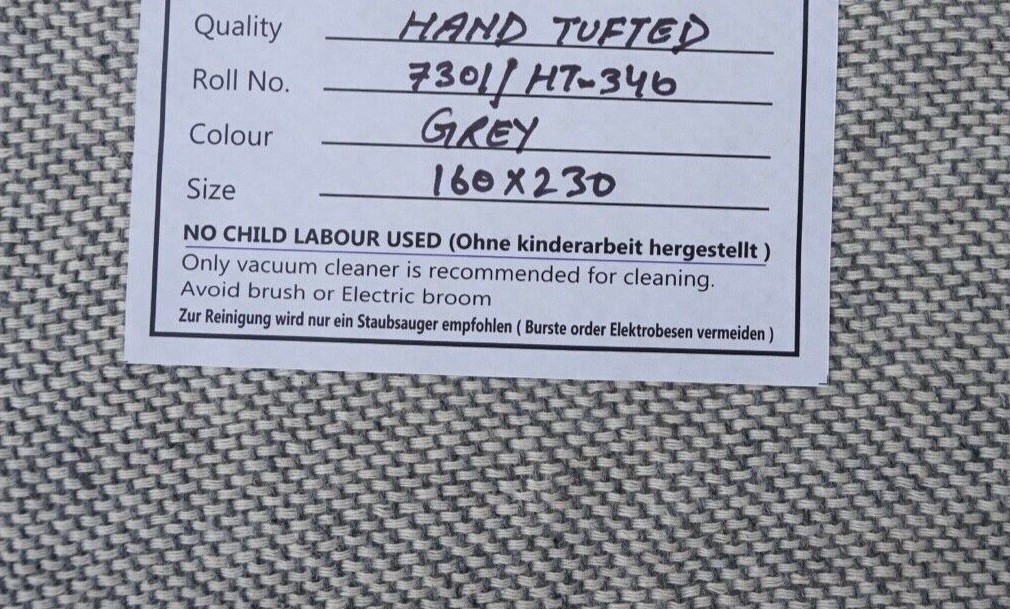 Quality HAND TUFTED
Roll No. 7301/ HT-346
Colour GREY
Size 160X230
NO CHILD LABOUR USED (Ohne kinderarbeit hergestellt )
Only vacuum cleaner is recommended for cleaning.
Avoid brush or Electric broom
Zur Reinigung wird nur ein Staubsauger empfohlen ( Burste order Elektrobesen vermeiden )